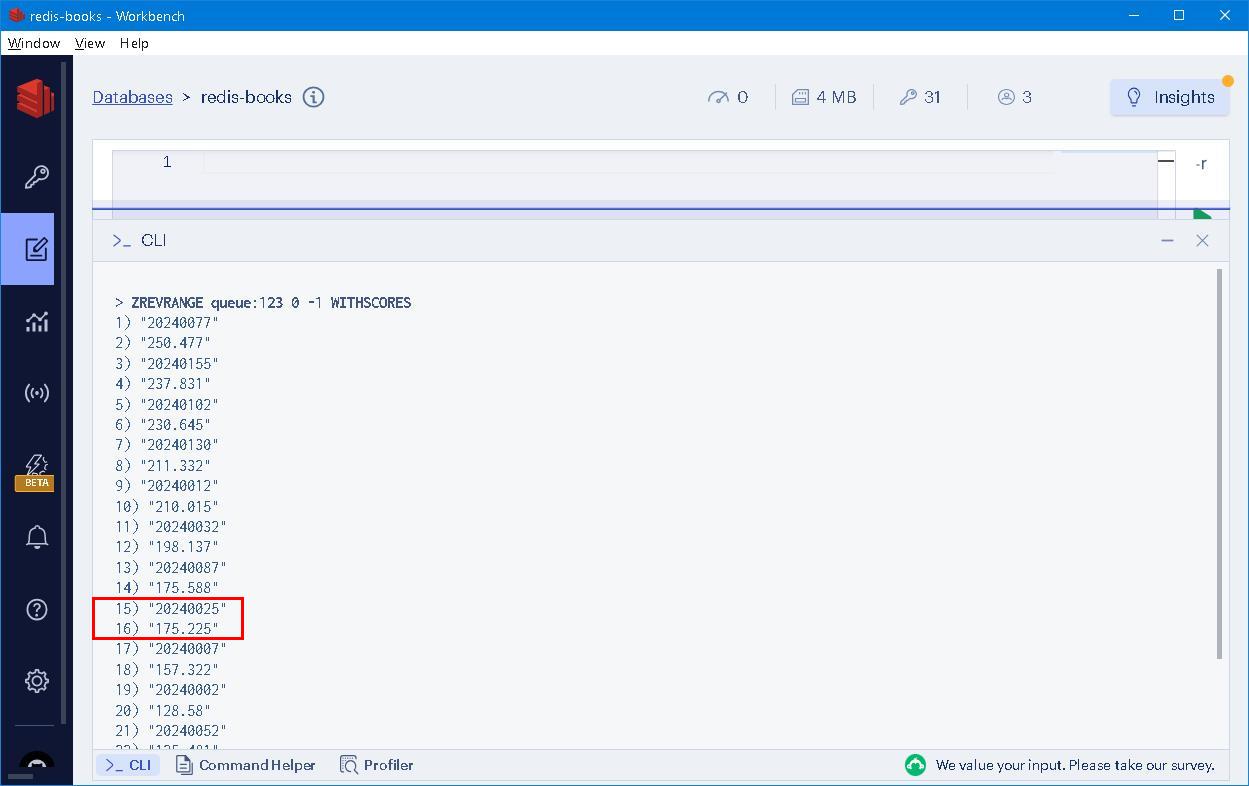 redis-books - Workbench
Window View Help
Databases > redis-books 0 4 MB 31 3 Insights
1
-r
>_ CLI
> ZREVRANGE queue:123 0 -1 WITHSCORES
1) "20240077"
2) "250.477"
3) "20240155"
4) "237.831"
5) "20240102"
6) "230.645"
7) "20240130"
8) "211.332"
9) "20240012"
10) "210.015"
11) "20240032"
12) "198.137"
13) "20240087"
14) "175.588"
15) "20240025"
16) "175.225"
17) "20240007"
18) "157.322"
19) "20240002"
20) "128.58"
21) "20240052"
BETA
>_ CLI Command Helper Profiler We value your input. Please take our survey.